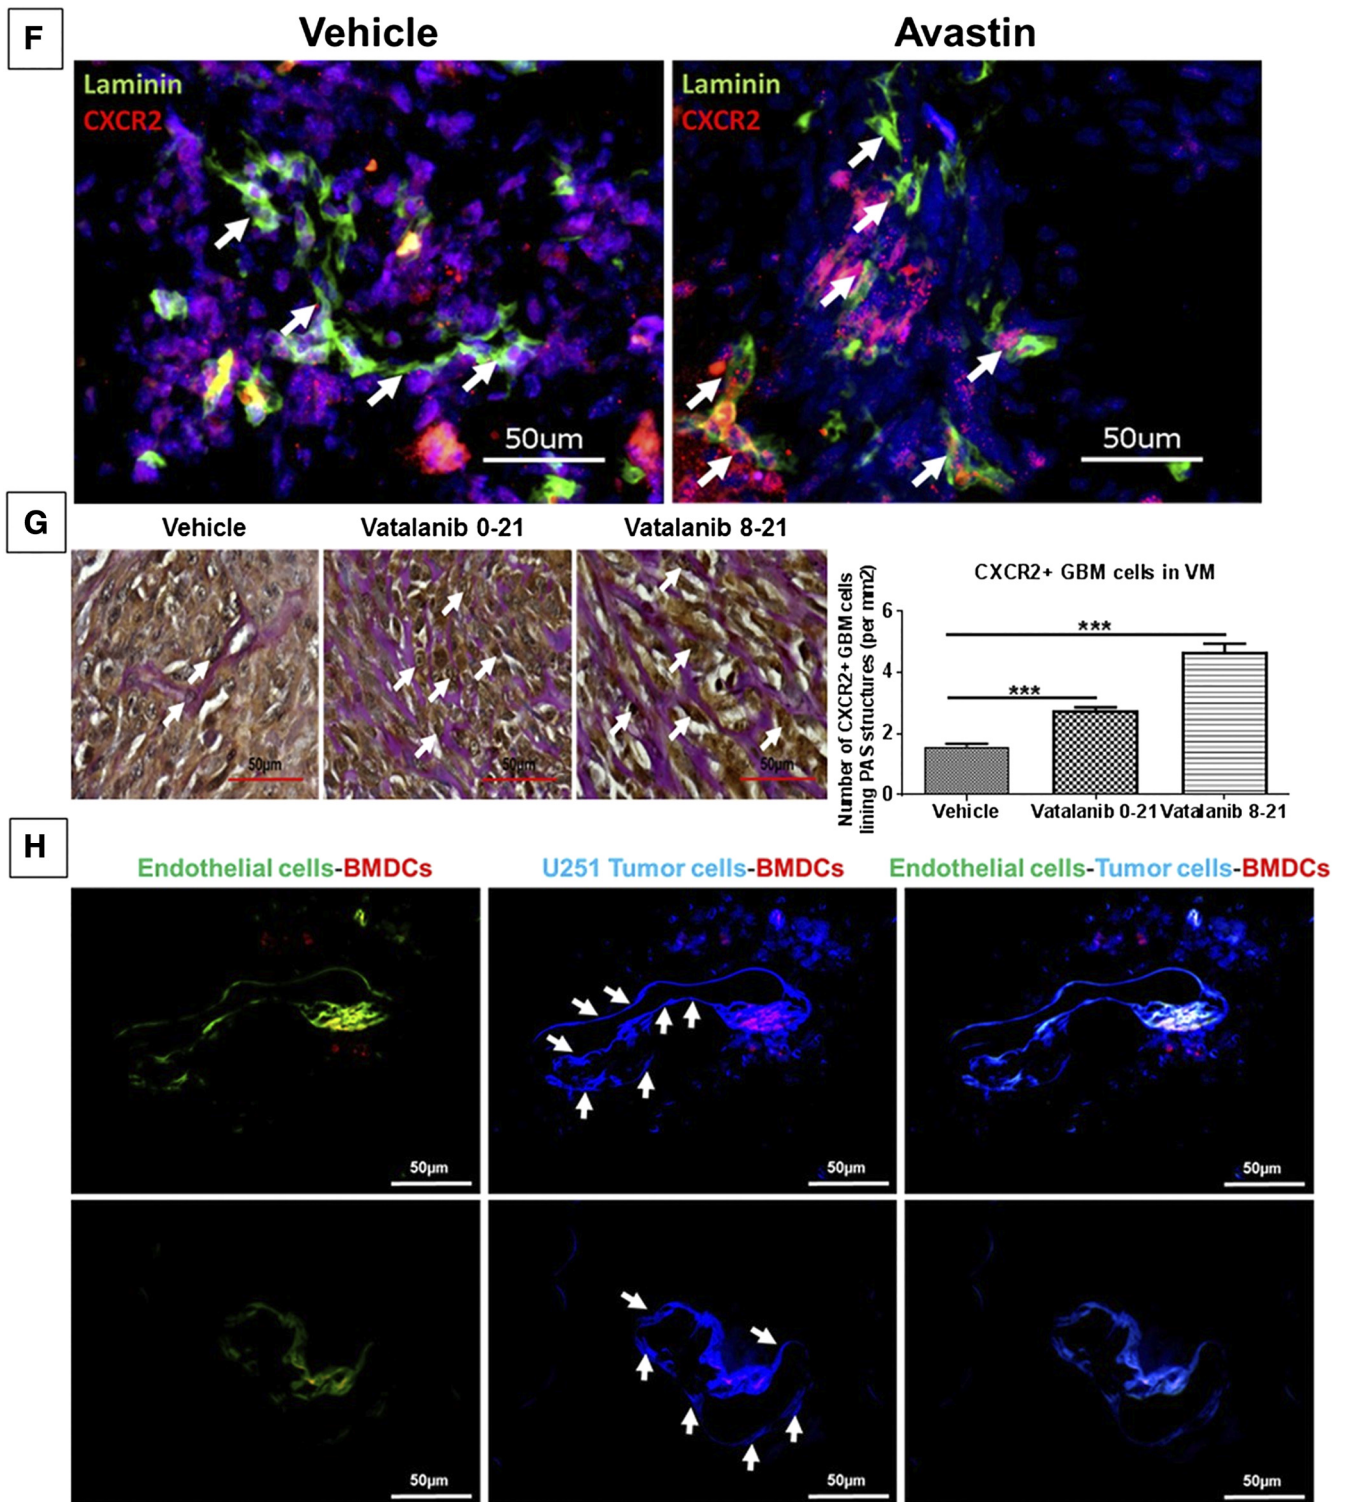 F
Vehicle
Avastin
Laminin
CXCR2
50um
Laminin
CXCR2
50um
G
Vehicle
Vatalanib 0-21
Vatalanib 8-21
50µm
50µm
50µm
CXCR2+ GBM cells in VM
Number of CXCR2+ GBM cells
lining PAS structures (per mm2)
6
4
2
0
***
***
Vehicle
Vatalanib 0-21
Vatalanib 8-21
H
Endothelial cells-BMDCs
U251 Tumor cells-BMDCs
Endothelial cells-Tumor cells-BMDCs
50µm
50µm
50µm
50µm
50µm
50µm